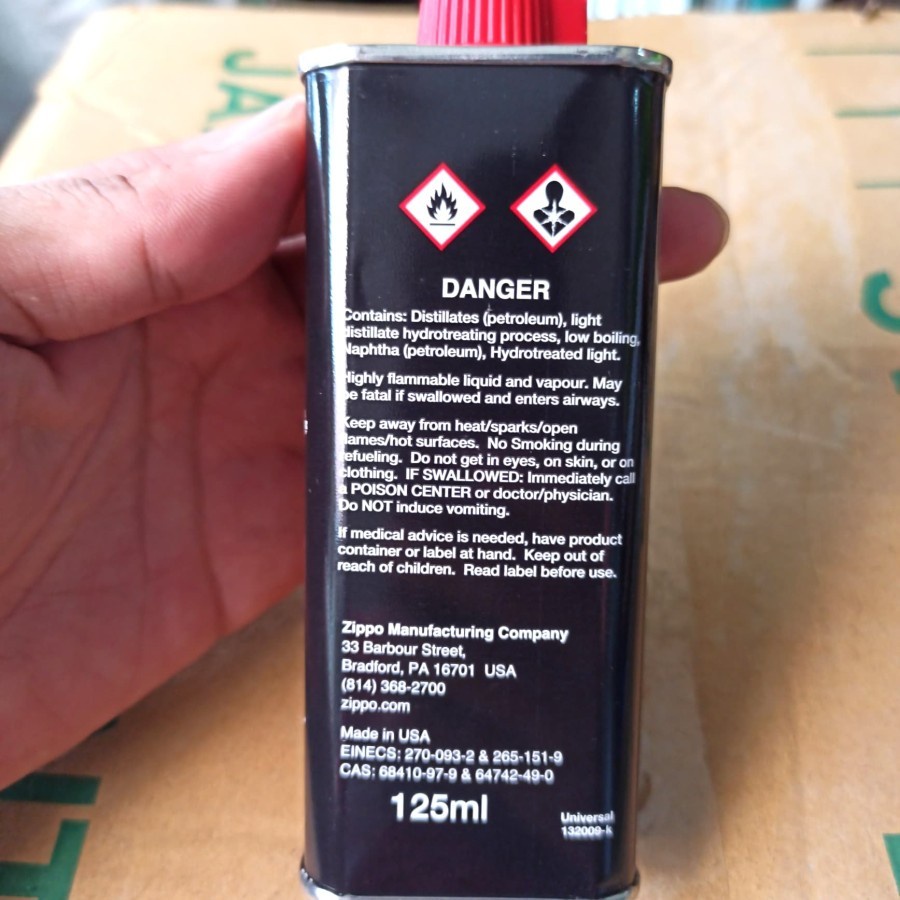 DANGER
Contains: Distillates (petroleum), light
distillate hydrotreating process, low boiling,
Naphtha (petroleum), Hydrotreated light.
Highly flammable liquid and vapour. May
be fatal if swallowed and enters airways.
Keep away from heat/sparks/open
flames/hot surfaces. No Smoking during
refueling. Do not get in eyes, on skin, or on
clothing. IF SWALLOWED: Immediately call
a POISON CENTER or doctor/physician.
Do NOT induce vomiting.
If medical advice is needed, have product
container or label at hand. Keep out of
reach of children. Read label before use.
Zippo Manufacturing Company
33 Barbour Street,
Bradford, PA 16701 USA
(814) 368-2700
zippo.com
Made in USA
EINECS: 270-093-2 & 265-151-9
CAS: 68410-97-9 & 64742-49-0
125ml
Universal
132009-k